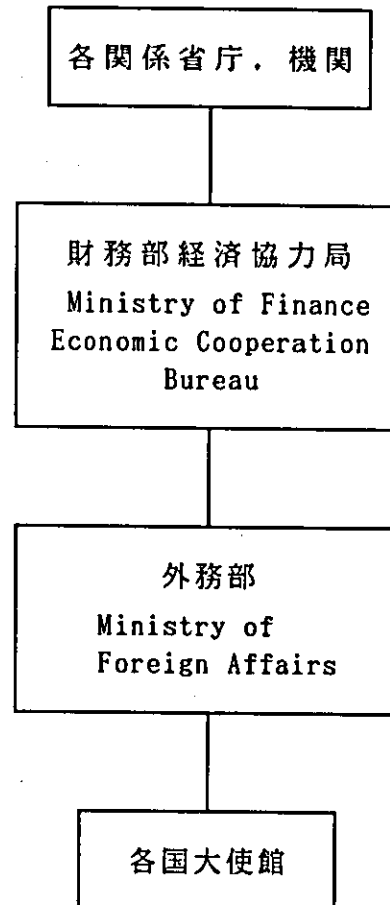 各関係省庁．機関
財務部経済協力局
Ministry of Finance
Economic Cooperation
Bureau
外務部
Ministry of
Foreign Affairs
各国大使館